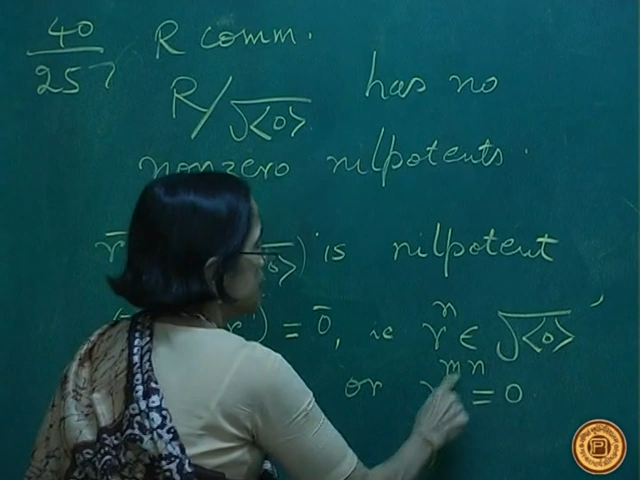 40/257 R comm.
R/√<0> has no
nonzero nilpotents.
is nilpotent
) = 0̄, ie rⁿ ∈ √<0>
or rᵐⁿ = 0